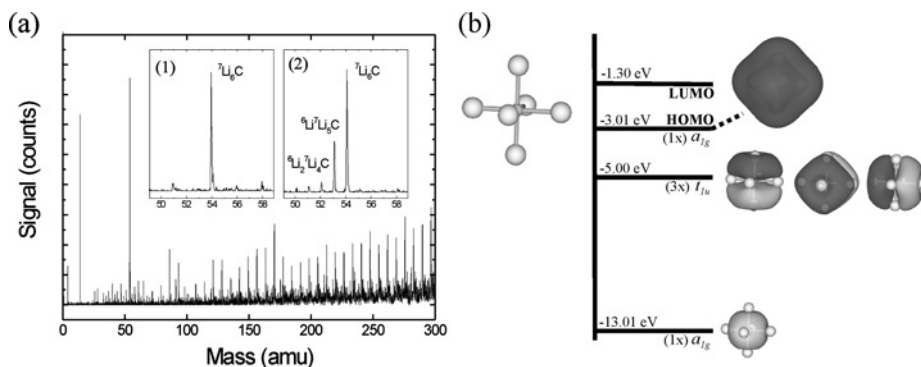 (a)
Signal (counts)
(1)
⁷Li₆C
50 52 54 56 58
(2)
⁷Li₆C
⁶Li⁷Li₅C
⁶Li₂⁷Li₄C
50 52 54 56 58
0 50 100 150 200 250 300
Mass (amu)
(b)
-1.30 eV
LUMO
-3.01 eV HOMO
(1x) a₁g
-5.00 eV
(3x) t₁u
-13.01 eV
(1x) a₁g